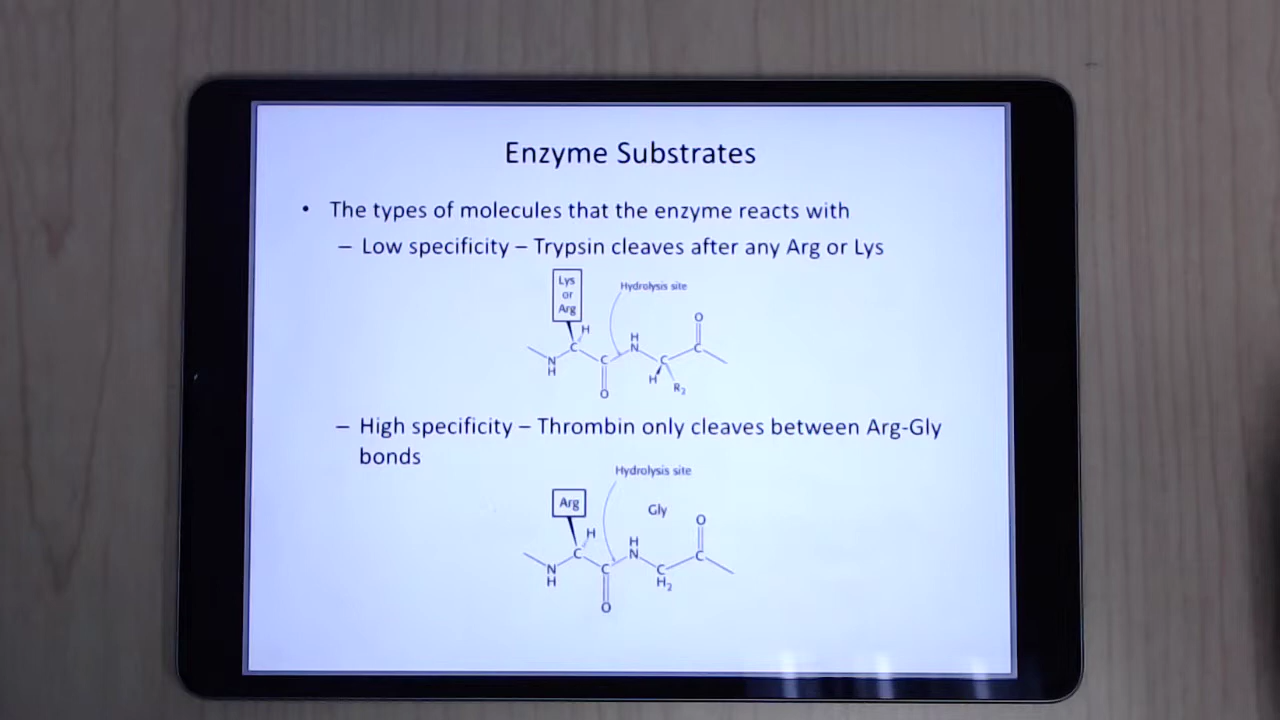 Enzyme Substrates
• The types of molecules that the enzyme reacts with
– Low specificity – Trypsin cleaves after any Arg or Lys
Lys
or
Arg
Hydrolysis site
H
C
N
H
C
O
H
N
C
H
R₂
C
O
– High specificity – Thrombin only cleaves between Arg-Gly
bonds
Hydrolysis site
Arg
Gly
H
C
N
H
C
O
H
N
C
H₂
C
O